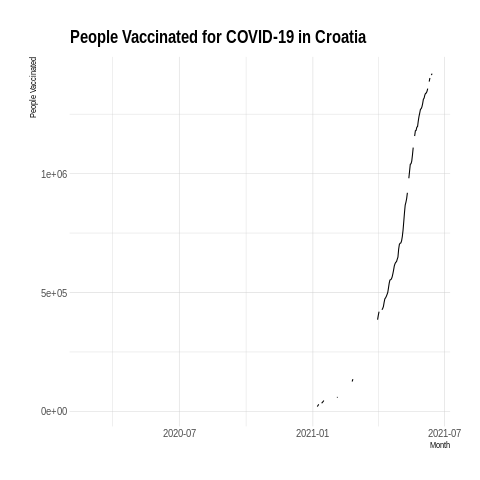 People Vaccinated for COVID-19 in Croatia
People Vaccinated
1e+06
5e+05
0e+00
2020-07
2021-01
2021-07
Month